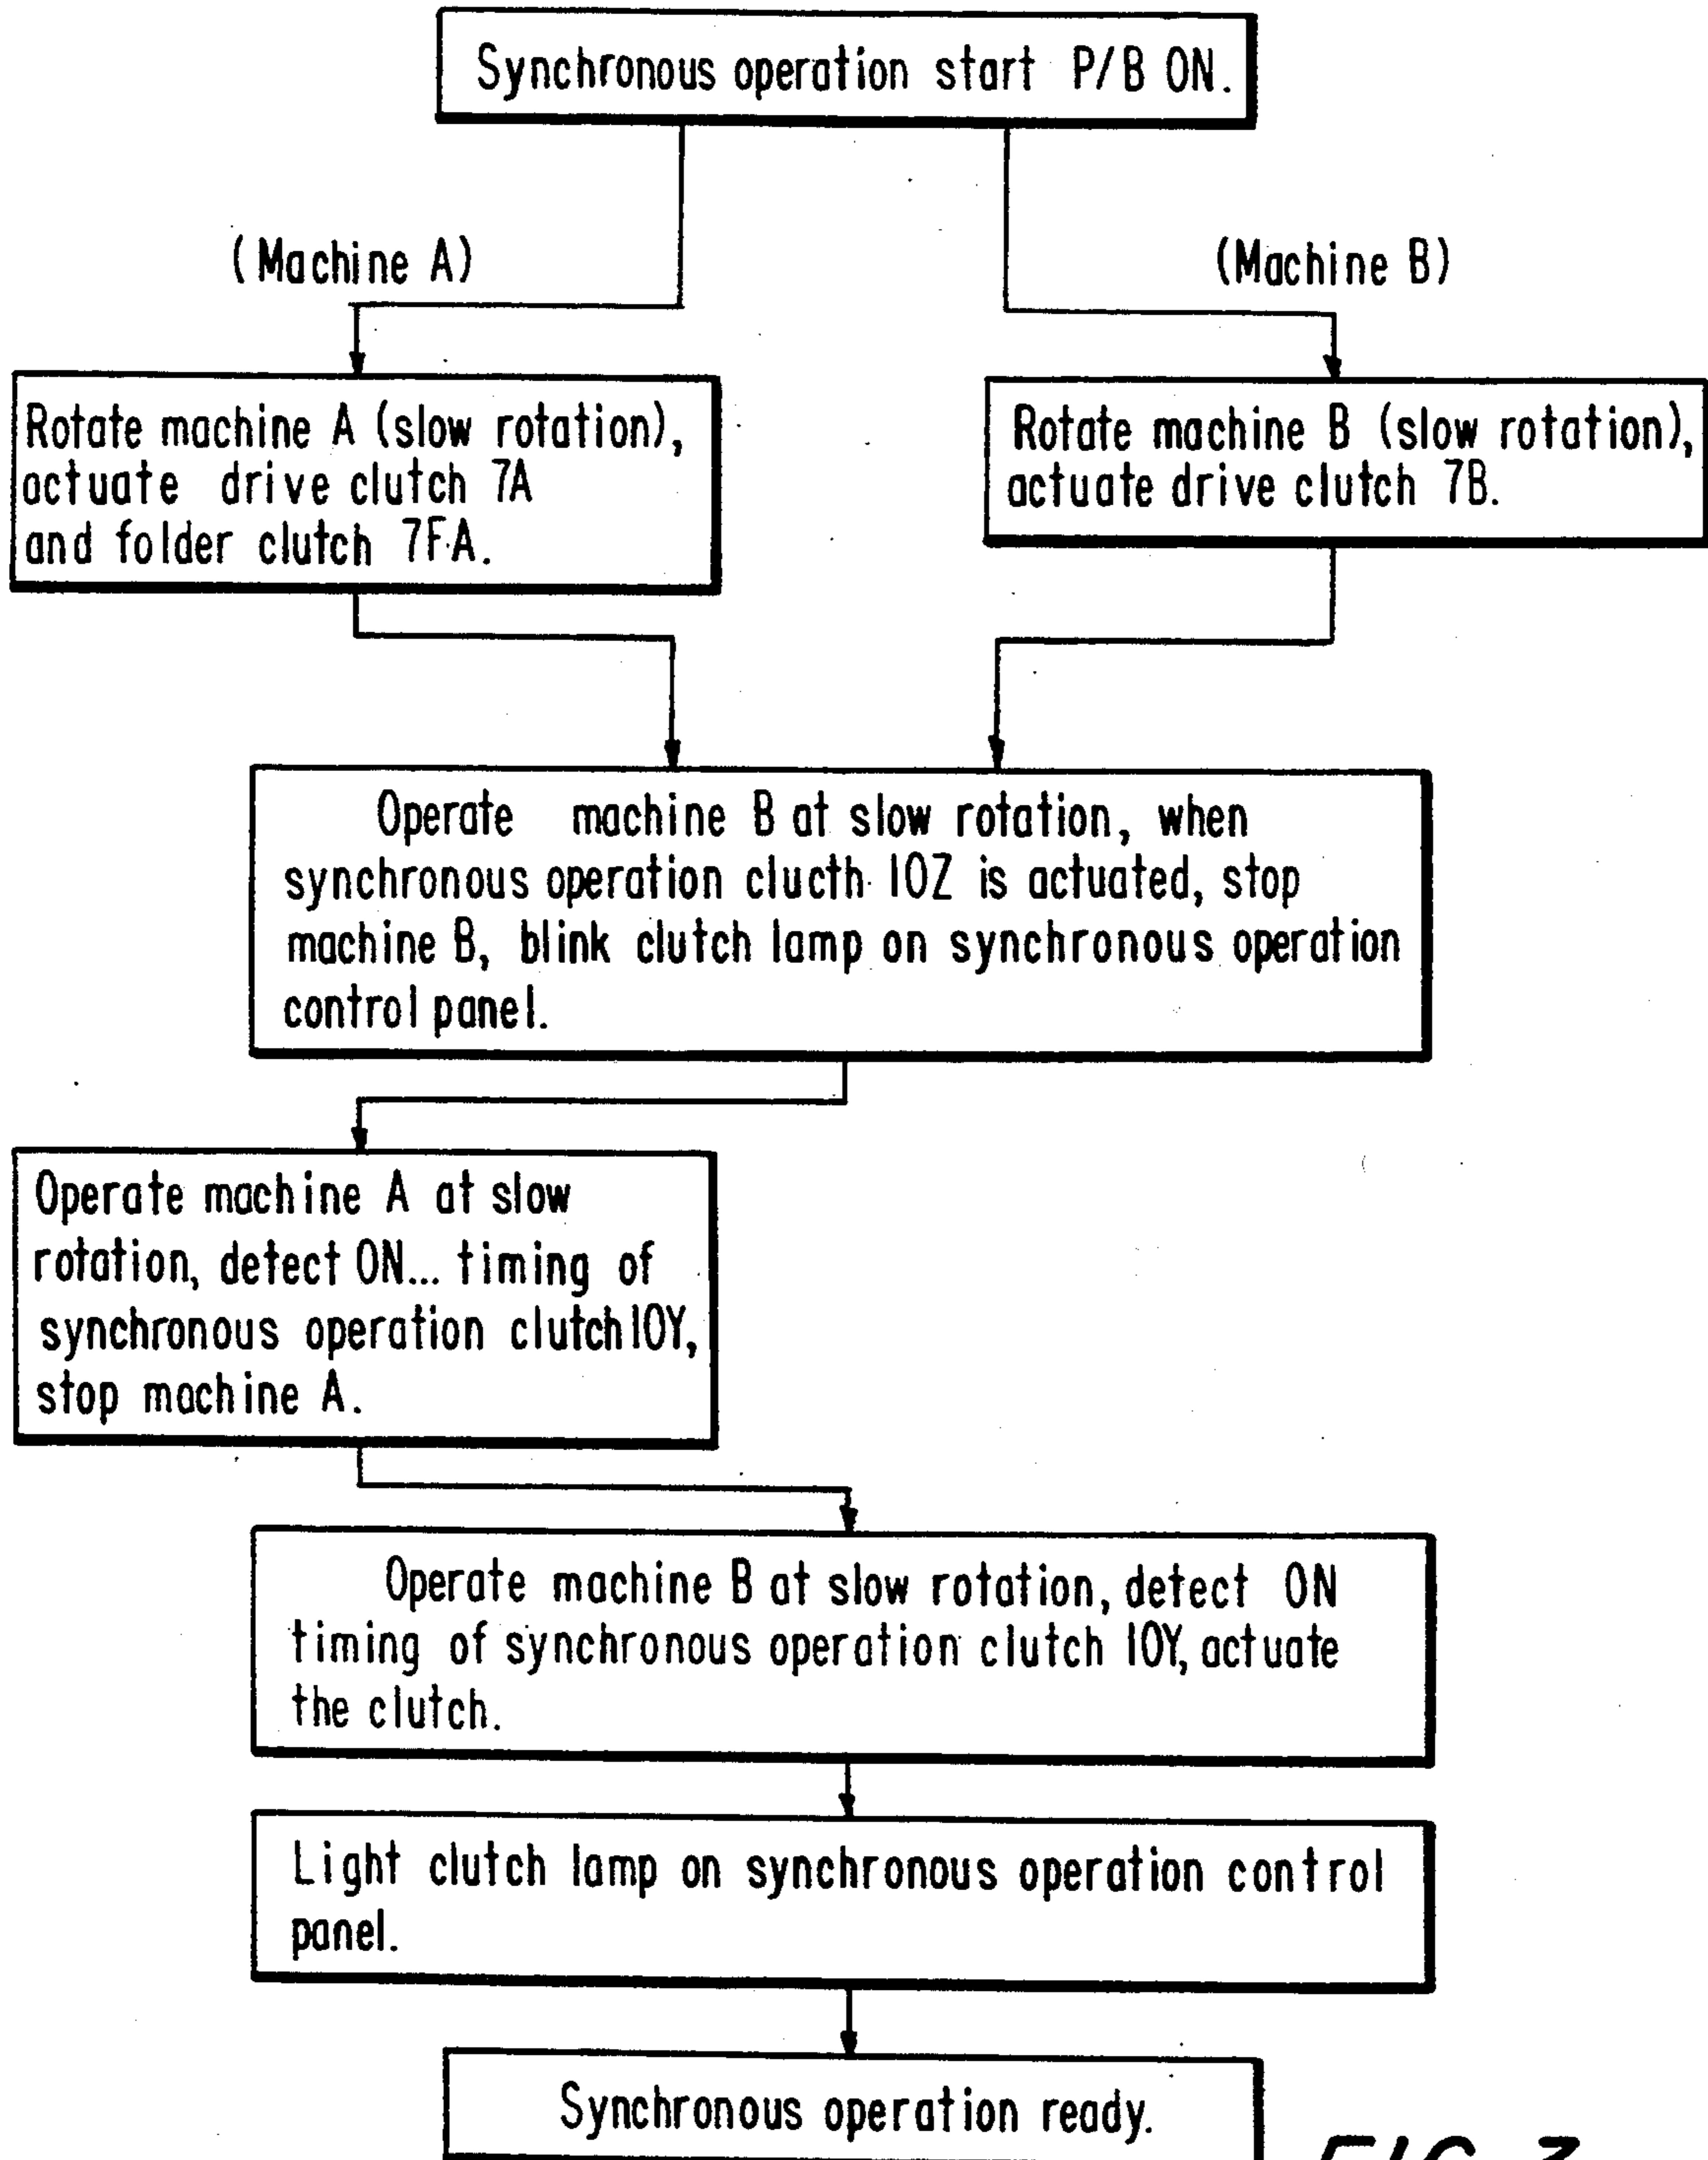 Synchronous operation start P/B ON.
(Machine A)
(Machine B)
Rotate machine A (slow rotation),
actuate drive clutch 7A
and folder clutch 7FA.
Rotate machine B (slow rotation),
actuate drive clutch 7B.
Operate machine B at slow rotation, when
synchronous operation clucth 10Z is actuated, stop
machine B, blink clutch lamp on synchronous operation
control panel.
Operate machine A at slow
rotation, detect ON... timing of
synchronous operation clutch 10Y,
stop machine A.
Operate machine B at slow rotation, detect ON
timing of synchronous operation clutch 10Y, actuate
the clutch.
Light clutch lamp on synchronous operation control
panel.
Synchronous operation ready.
FIG. 3